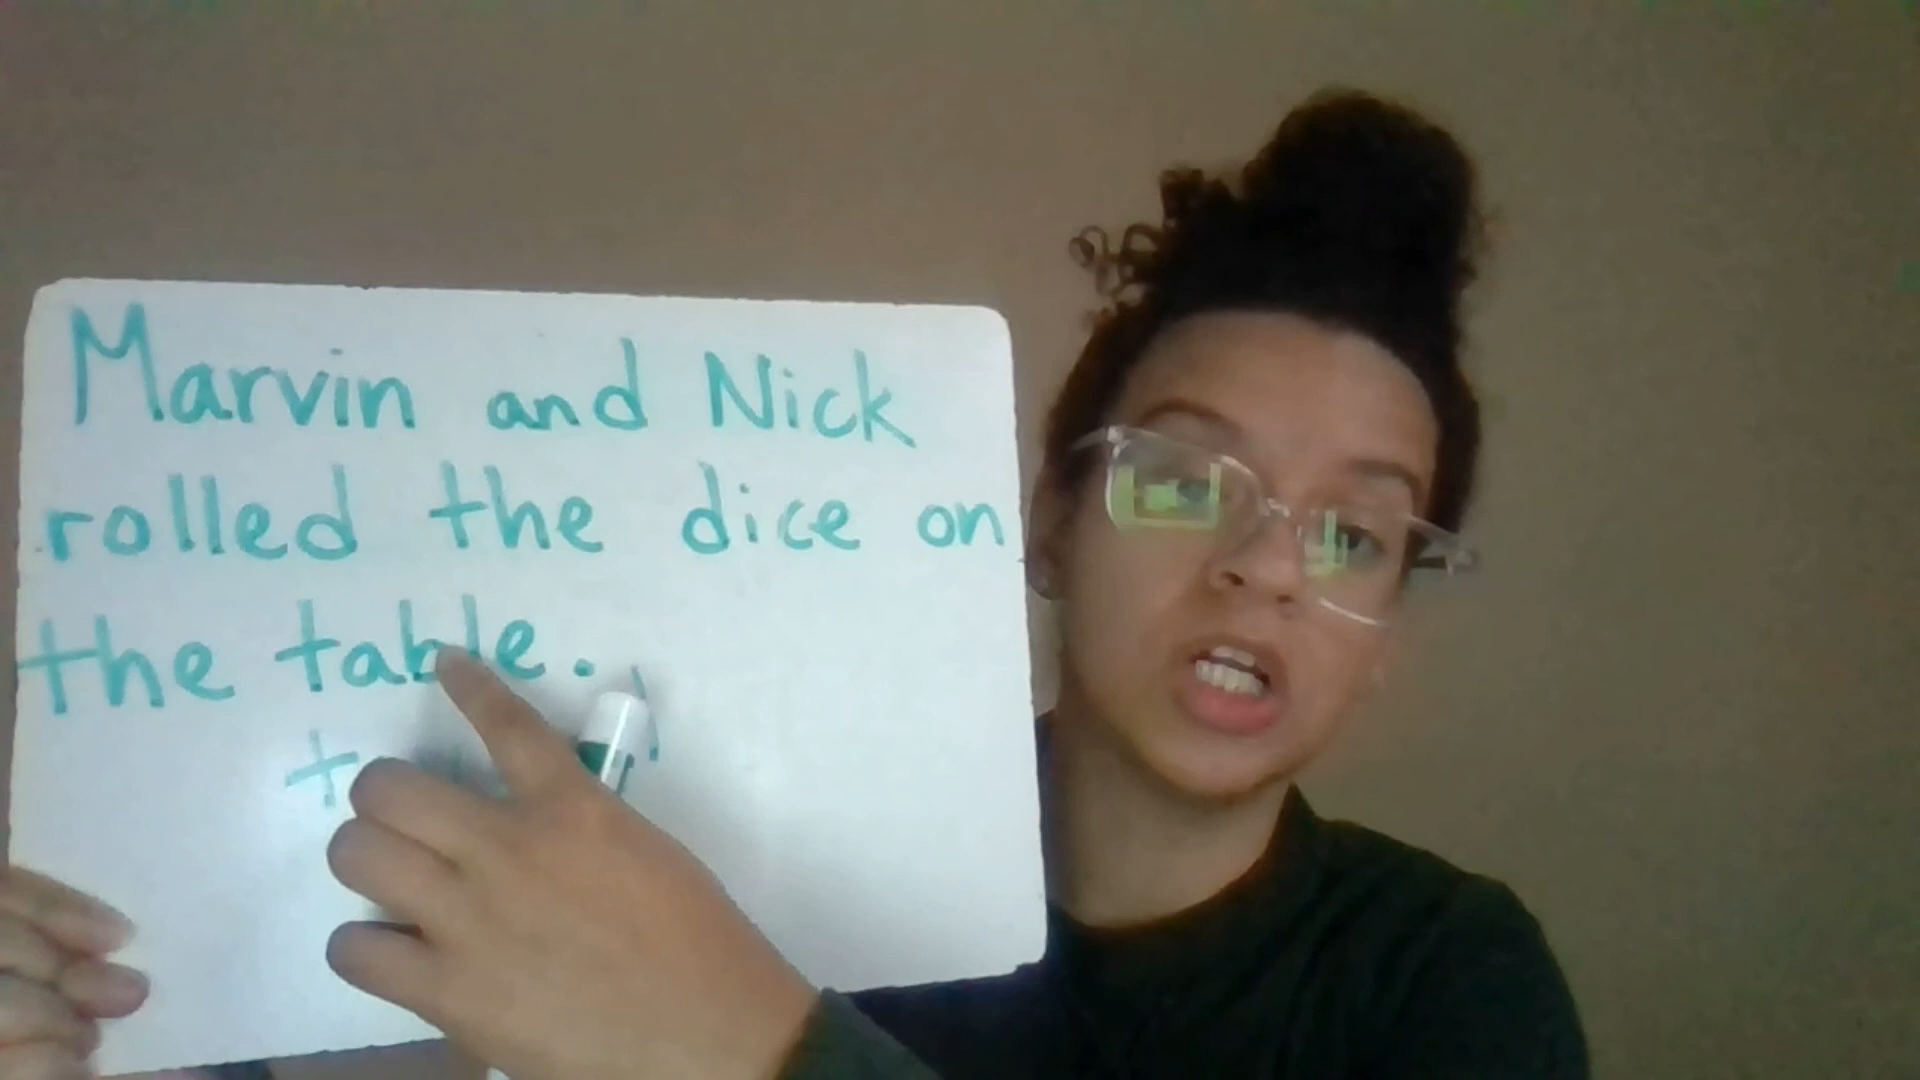 Marvin and Nick
rolled the dice on
the table.